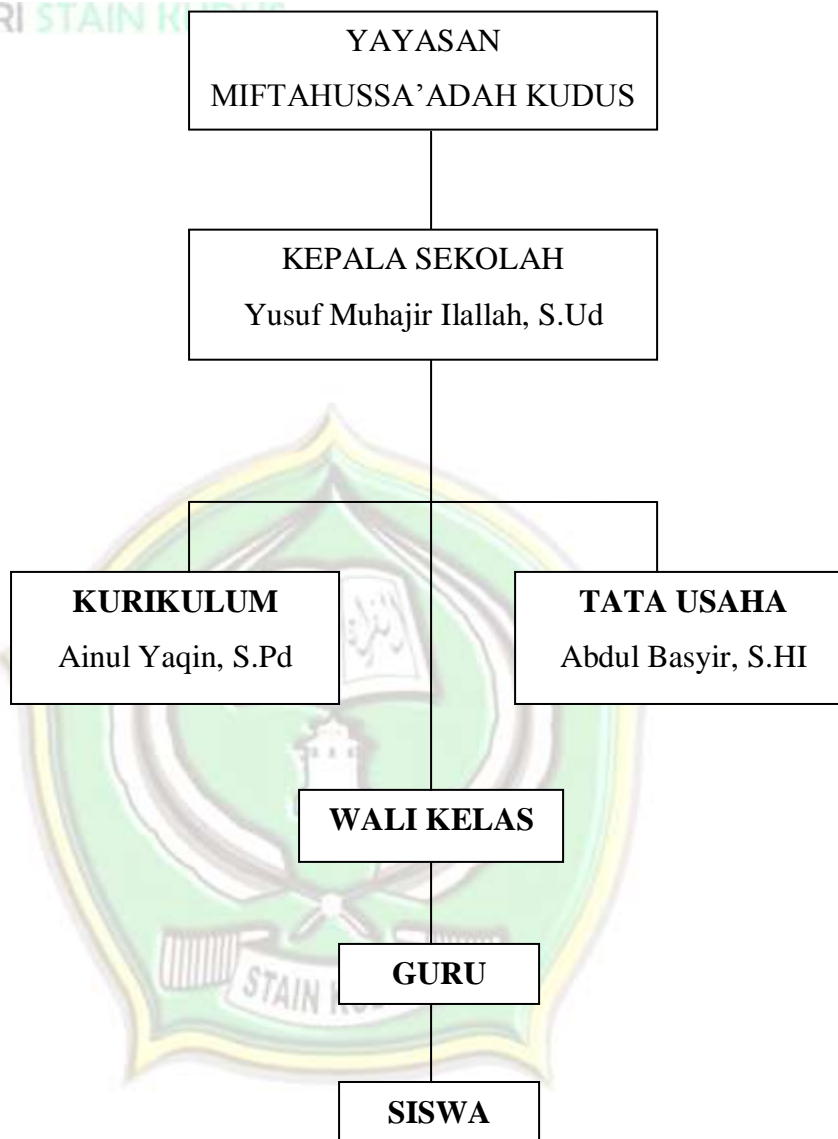 RI STAIN KUDUS
YAYASAN
MIFTAHUSSA’ADAH KUDUS
KEPALA SEKOLAH
Yusuf Muhajir Ilallah, S.Ud
KURIKULUM
Ainul Yaqin, S.Pd
TATA USAHA
Abdul Basyir, S.HI
WALI KELAS
GURU
STAIN
SISWA